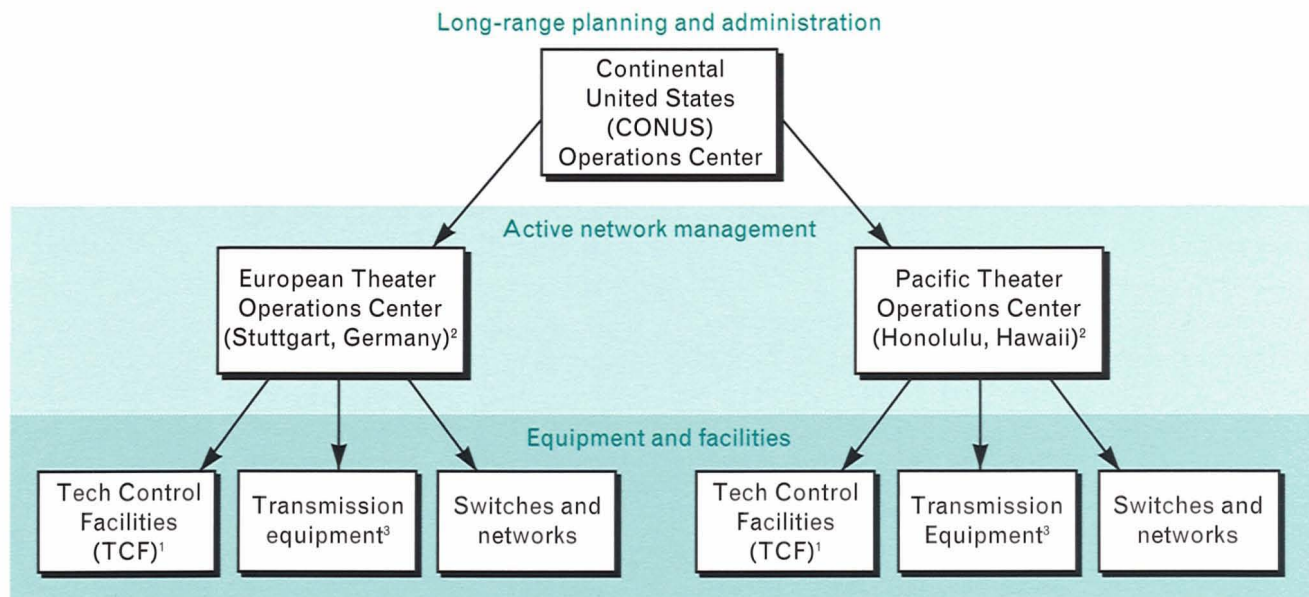 Long-range planning and administration
Continental
United States
(CONUS)
Operations Center
Active network management
European Theater
Operations Center
(Stuttgart, Germany)²
Pacific Theater
Operations Center
(Honolulu, Hawaii)²
Equipment and facilities
Tech Control
Facilities
(TCF)¹
Transmission
equipment³
Switches and
networks
Tech Control
Facilities
(TCF)¹
Transmission
Equipment³
Switches and
networks